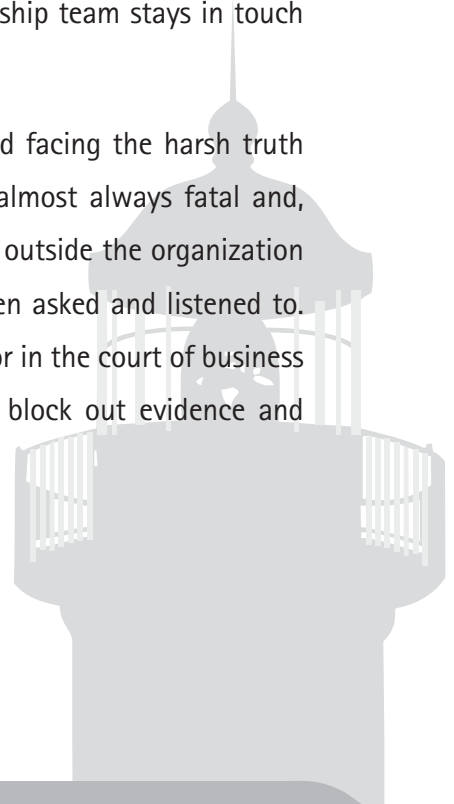 ship team stays in touch
d facing the harsh truth
almost always fatal and,
outside the organization
en asked and listened to.
or in the court of business
block out evidence and